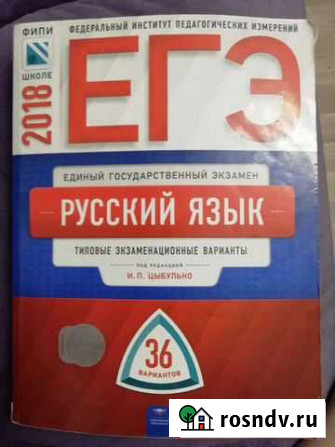 ФИПИ
ШКОЛЕ
2018
ФЕДЕРАЛЬНЫЙ ИНСТИТУТ ПЕДАГОГИЧЕСКИХ ИЗМЕРЕНИЙ
ЕГЭ
ЕДИНЫЙ ГОСУДАРСТВЕННЫЙ ЭКЗАМЕН
РУССКИЙ ЯЗЫК
ТИПОВЫЕ ЭКЗАМЕНАЦИОННЫЕ ВАРИАНТЫ
ПОД РЕДАКЦИЕЙ
И.П. ЦЫБУЛЬКО
36
ВАРИАНТОВ
rosndv.ru